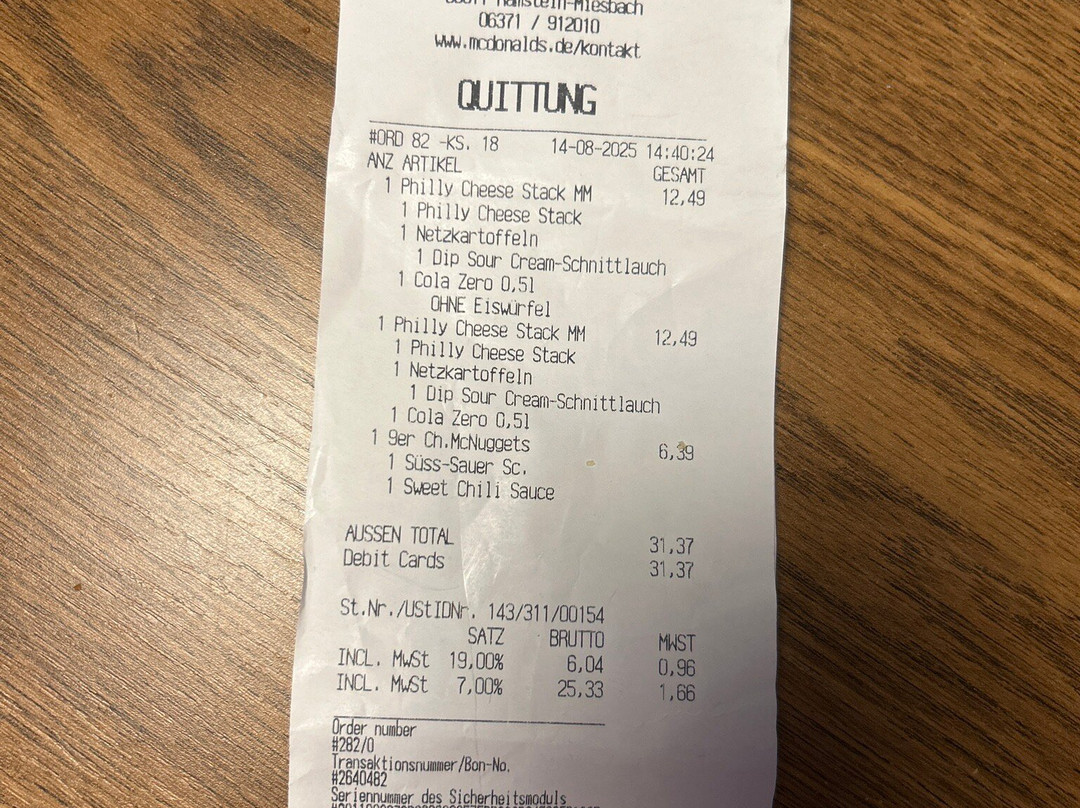 Ramstein-Miesbach
06371 / 912010
www.mcdonalds.de/kontakt
QUITTUNG
#ORD 82 -KS. 18 14-08-2025 14:40:24
ANZ ARTIKEL GESAMT
1 Philly Cheese Stack MM 12,49
1 Philly Cheese Stack
1 Netzkartoffeln
1 Dip Sour Cream-Schnittlauch
1 Cola Zero 0,5l
OHNE Eiswürfel
1 Philly Cheese Stack MM 12,49
1 Philly Cheese Stack
1 Netzkartoffeln
1 Dip Sour Cream-Schnittlauch
1 Cola Zero 0,5l
1 9er Ch.McNuggets 6,39
1 Süss-Sauer Sc.
1 Sweet Chili Sauce
AUSSEN TOTAL 31,37
Debit Cards 31,37
St.Nr./UStIDNr. 143/311/00154
SATZ BRUTTO MWST
INCL. MwSt 19,00% 6,04 0,96
INCL. MwSt 7,00% 25,33 1,66
Order number
#282/0
Transaktionsnummer/Bon-No.
#2640482
Seriennummer des Sicherheitsmoduls